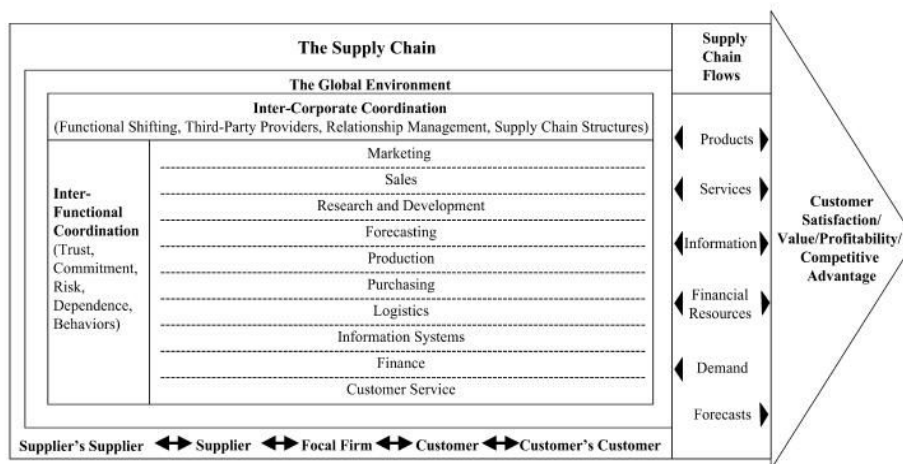 The Supply Chain
Supply
Chain
Flows
The Global Environment
Inter-Corporate Coordination
(Functional Shifting, Third-Party Providers, Relationship Management, Supply Chain Structures)
Inter-
Functional
Coordination
(Trust,
Commitment,
Risk,
Dependence,
Behaviors)
Marketing
Sales
Research and Development
Forecasting
Production
Purchasing
Logistics
Information Systems
Finance
Customer Service
Products
Services
Information
Financial
Resources
Demand
Forecasts
Customer
Satisfaction/
Value/Profitability/
Competitive
Advantage
Supplier's Supplier Supplier Focal Firm Customer Customer's Customer